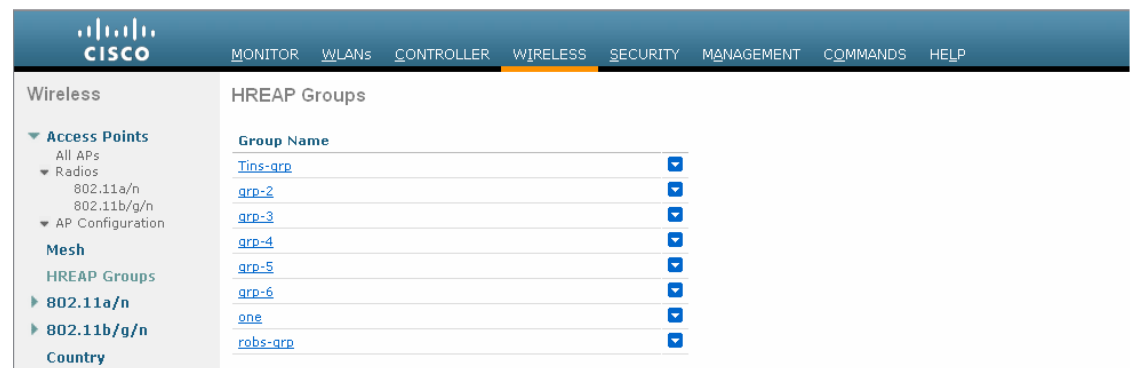 CISCO
MONITOR WLANs CONTROLLER WIRELESS SECURITY MANAGEMENT COMMANDS HELP
Wireless
Access Points
All APs
Radios
802.11a/n
802.11b/g/n
AP Configuration
Mesh
HREAP Groups
802.11a/n
802.11b/g/n
Country
HREAP Groups
Group Name
Tins-grp
grp-2
grp-3
grp-4
grp-5
grp-6
one
robs-grp